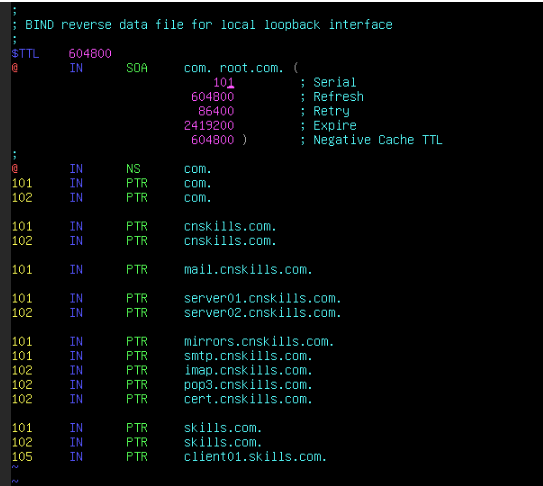 ;
; BIND reverse data file for local loopback interface
;
$TTL 604800
@ IN SOA com. root.com. (
101 ; Serial
604800 ; Refresh
86400 ; Retry
2419200 ; Expire
604800 ) ; Negative Cache TTL
;
@ IN NS com.
101 IN PTR com.
102 IN PTR com.
101 IN PTR cnskills.com.
102 IN PTR cnskills.com.
101 IN PTR mail.cnskills.com.
101 IN PTR server01.cnskills.com.
102 IN PTR server02.cnskills.com.
101 IN PTR mirrors.cnskills.com.
101 IN PTR smtp.cnskills.com.
102 IN PTR imap.cnskills.com.
102 IN PTR pop3.cnskills.com.
102 IN PTR cert.cnskills.com.
101 IN PTR skills.com.
102 IN PTR skills.com.
105 IN PTR client01.skills.com.
~
~